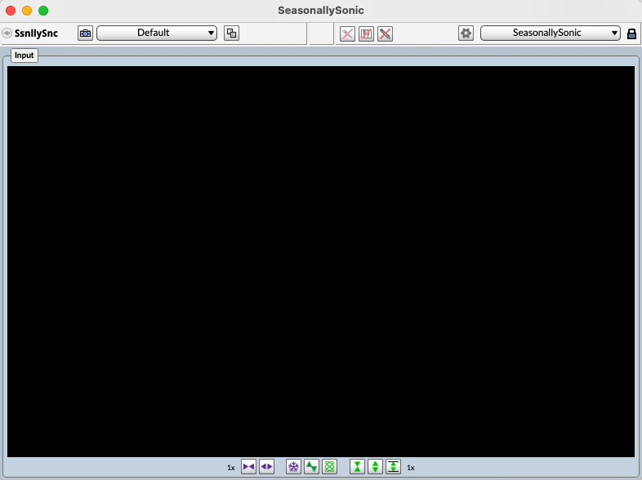 SeasonallySonic
SsnllySnc
Default
SeasonallySonic
Input
1x
1x